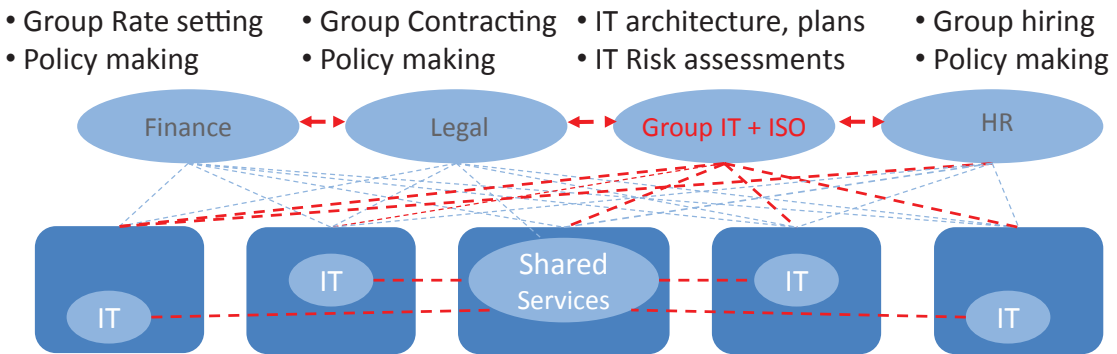 • Group Rate setting
• Policy making
• Group Contracting
• Policy making
• IT architecture, plans
• IT Risk assessments
• Group hiring
• Policy making
Finance
Legal
Group IT + ISO
HR
IT
IT
Shared
Services
IT
IT